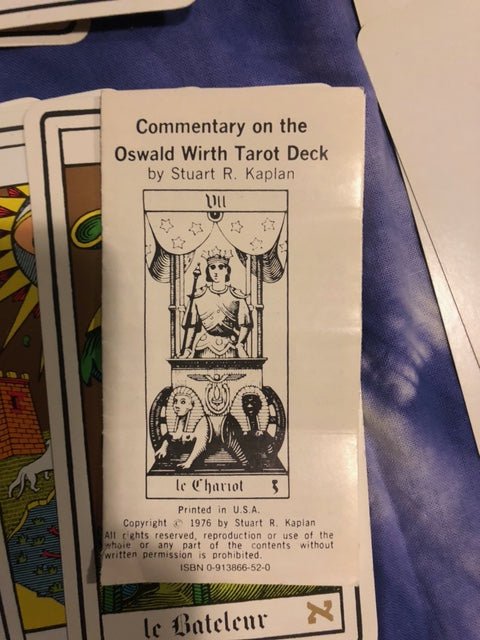 Commentary on the
Oswald Wirth Tarot Deck
by Stuart R. Kaplan
VII
le Chariot ז
Printed in U.S.A.
Copyright © 1976 by Stuart R. Kaplan
All rights reserved, reproduction or use of the
whole or any part of the contents without
written permission is prohibited.
ISBN 0-913866-52-0
le Bateleur א